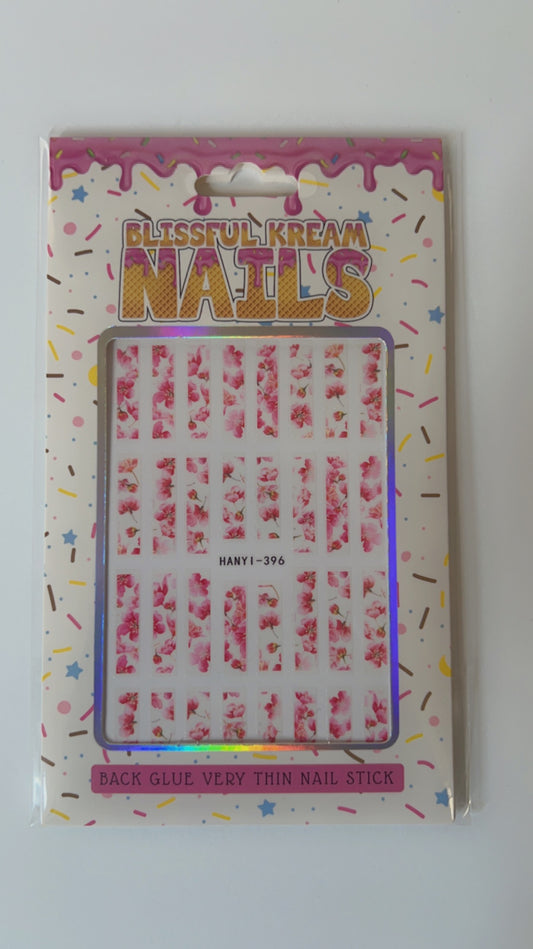 BLISSFUL KREAM
NAILS
HANYI-396
BACK GLUE VERY THIN NAIL STICK